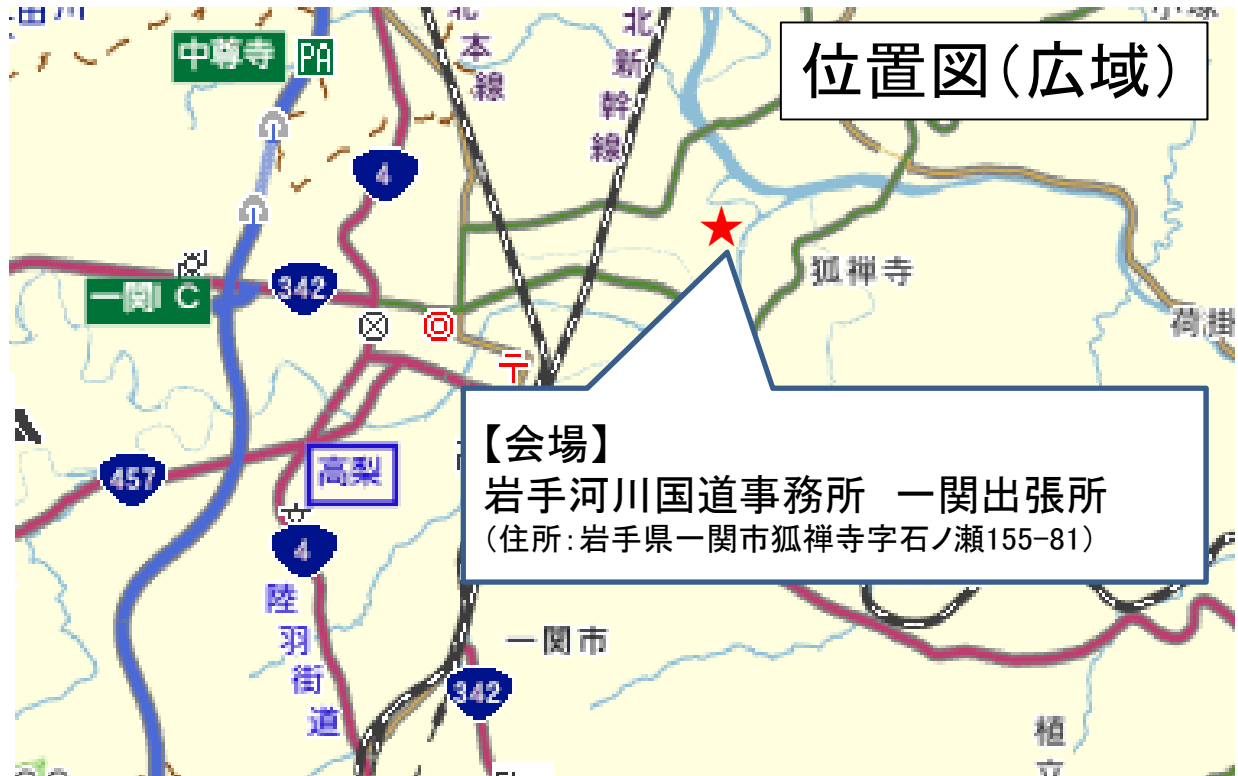 位置図(広域)
中尊寺 PA
本線
北新幹線
4
342
一関I C
狐禅寺
荷掛
457
高梨
【会場】
岩手河川国道事務所 一関出張所
(住所:岩手県一関市狐禅寺字石ノ瀬155-81)
4
陸羽街道
一関市
342
植立